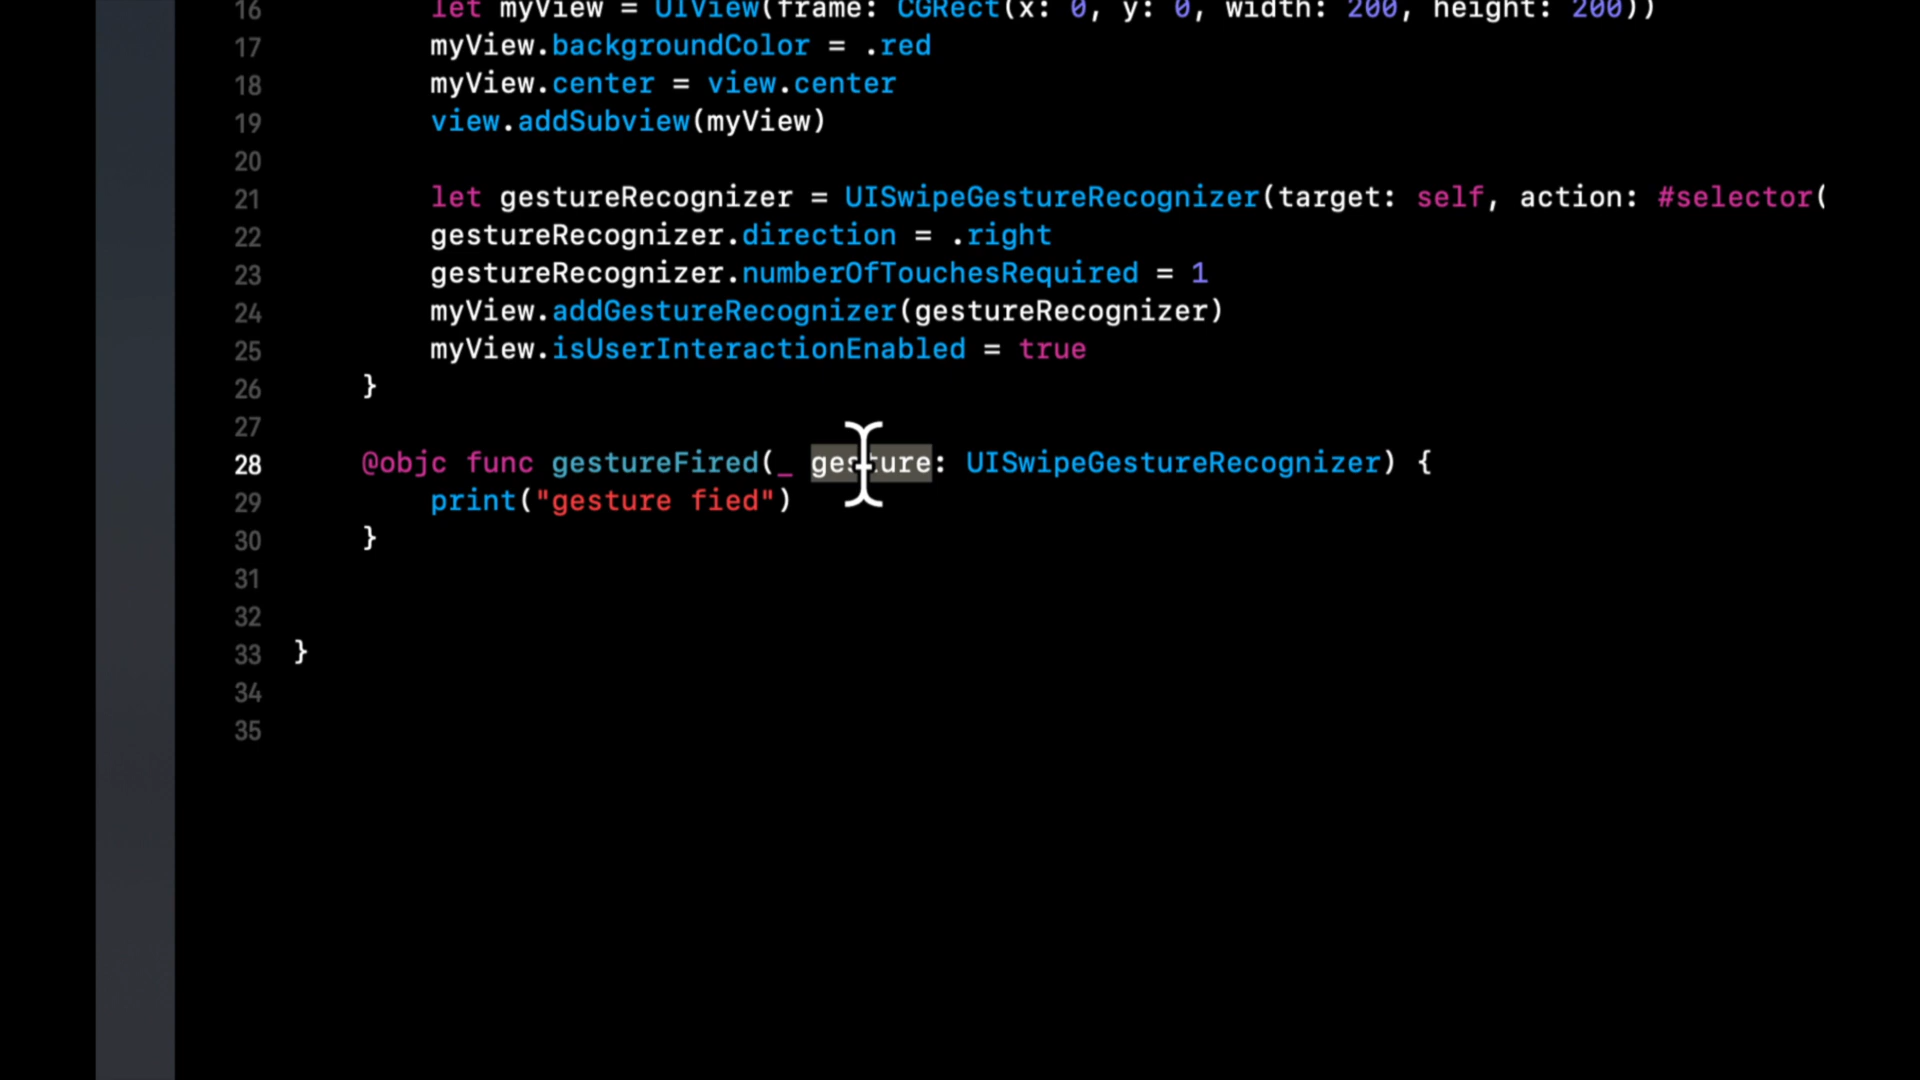 16 let myView = UIView(frame: CGRect(x: 0, y: 0, width: 200, height: 200))
17 myView.backgroundColor = .red
18 myView.center = view.center
19 view.addSubview(myView)
20
21 let gestureRecognizer = UISwipeGestureRecognizer(target: self, action: #selector(
22 gestureRecognizer.direction = .right
23 gestureRecognizer.numberOfTouchesRequired = 1
24 myView.addGestureRecognizer(gestureRecognizer)
25 myView.isUserInteractionEnabled = true
26 }
27
28 @objc func gestureFired(_ gesture: UISwipeGestureRecognizer) {
29 print("gesture fied")
30 }
31
32
33 }
34
35